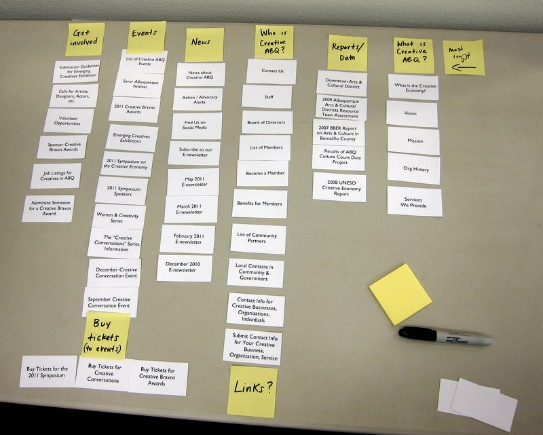 Get
involved
Submission Guidelines
for Emerging
Creatives Exhibition
Calls for Artists,
Designers, Actors,
etc.
Volunteer
Opportunities
Sponsor Creative
Bravos Awards
Job Listings for
Creatives in ABQ
Nominate Someone
for a Creative Bravos
Award
Events
List of Creative ABQ
Events
Senor Albuquerque
Festival
2011 Creative Bravos
Awards
Emerging Creatives
Exhibitions
2011 Symposium on the
Creative Economy
2011 Symposium
Speakers
Women & Creativity
Series
The "Creative
Conversations" Series
Information
December Creative
Conversation Event
September Creative
Conversation Event
Buy
tickets
(to events)
Buy Tickets for the
2011 Symposium
Buy Tickets for
Creative
Conversations
Buy Tickets for
Creative Bravos
Awards
News
News about
Creative ABQ
Action / Advocacy
Alerts
Find Us on
Social Media
Subscribe to our
E-newsletter
May 2011
E-newsletter
March 2011
E-newsletter
February 2011
E-newsletter
December 2010
E-newsletter
Who is
Creative
ABQ?
Contact Us
Staff
Board of Directors
List of Members
Become a Member
Benefits for Members
List of Community
Partners
Local Contacts in
Community &
Government
Contact Info for
Creative Businesses,
Organizations,
Individuals
Submit Contact Info
for Your Creative
Business,
Organization, Service
Links?
Reports/
Data
Downtown Arts &
Cultural District
2009 Albuquerque
Arts & Cultural
Districts Resource
Team Assessment
2007 BBER Report
on Arts & Culture in
Bernalillo County
Results of ABQ
Culture Count Data
Project
2008 UNESCO
Creative Economy
Report
What is
Creative
ABQ?
What is the Creative
Economy?
Vision
Mission
Org History
Services
We Provide
most
impt